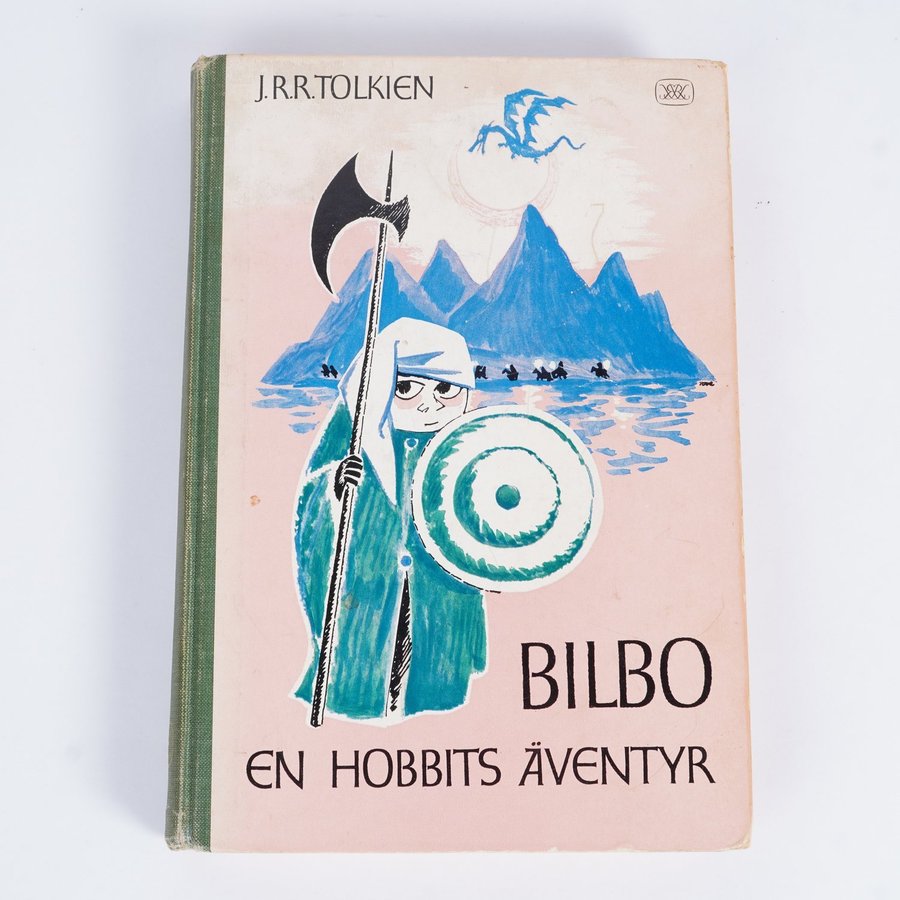 J.R.R. TOLKIEN
BILBO
EN HOBBITS ÄVENTYR